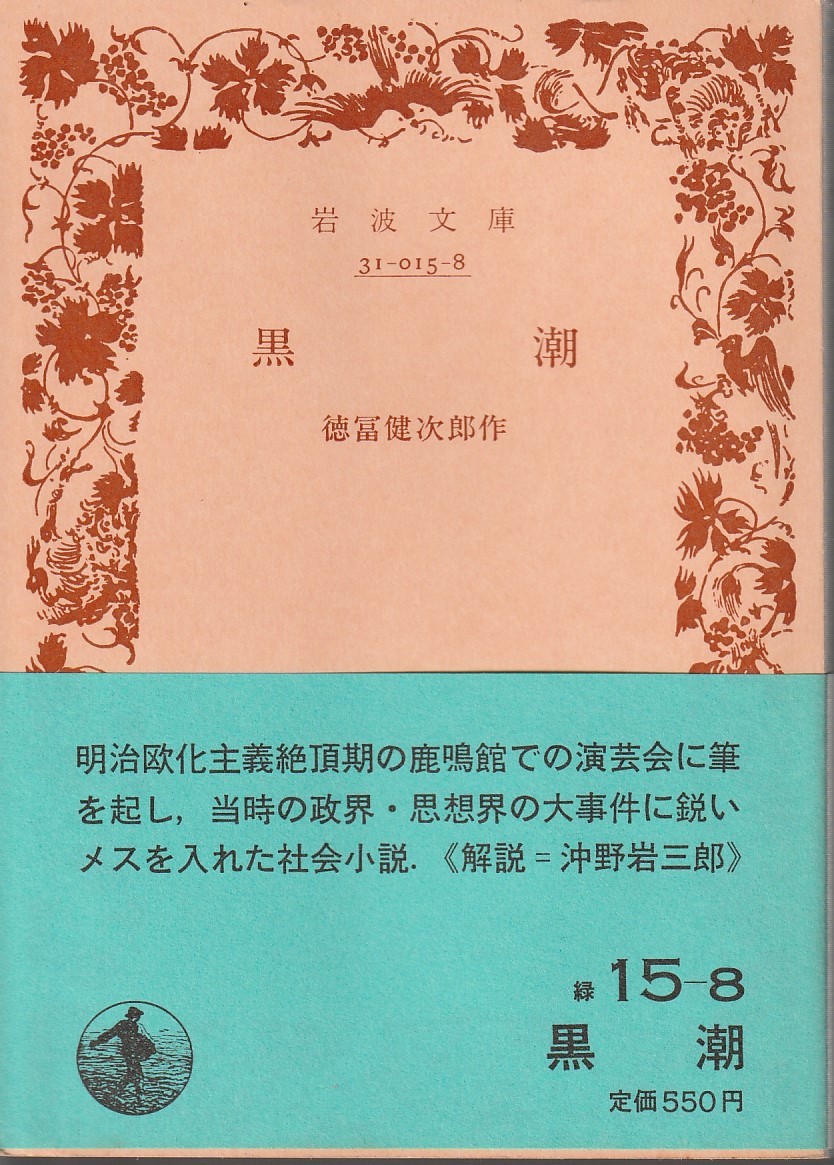 岩波文庫
31-015-8
黒潮
徳冨健次郎作
明治欧化主義絶頂期の鹿鳴館での演芸会に筆
を起し，当時の政界・思想界の大事件に鋭い
メスを入れた社会小説．《解説＝沖野岩三郎》
緑 15-8
黒潮
定価550円